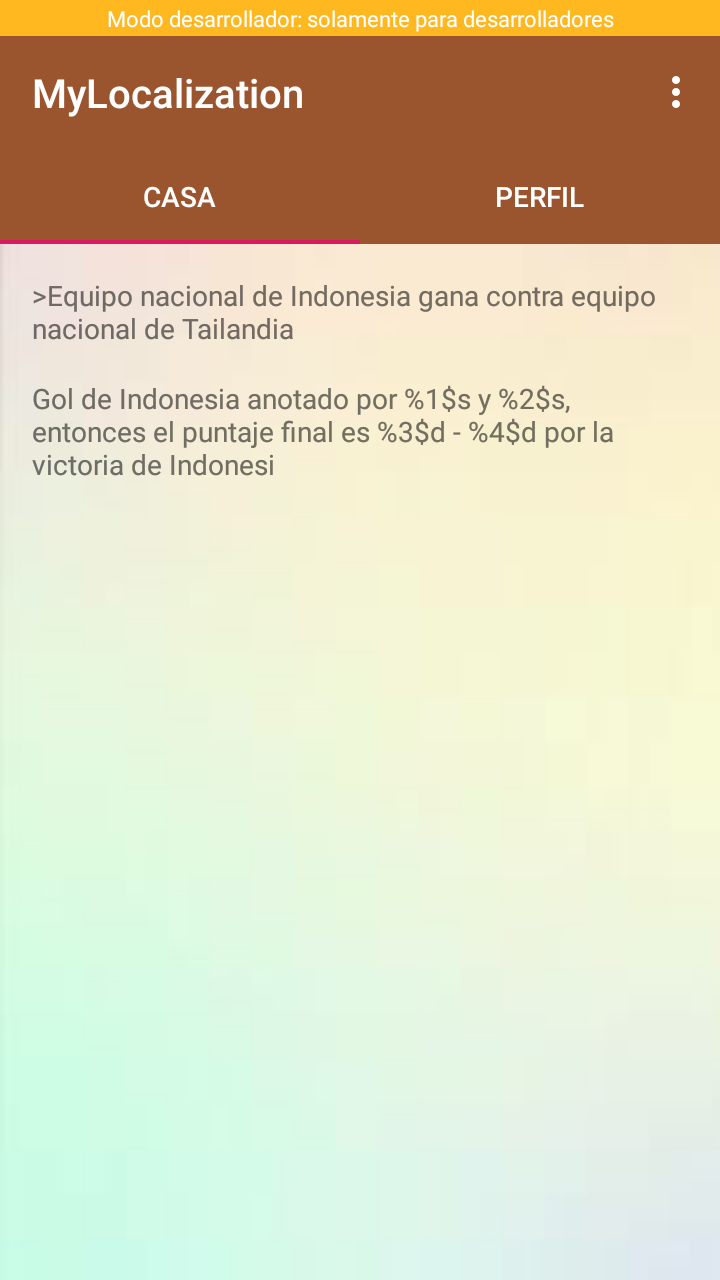 Modo desarrollador: solamente para desarrolladores
MyLocalization
CASA
PERFIL
>Equipo nacional de Indonesia gana contra equipo
nacional de Tailandia
Gol de Indonesia anotado por %1$s y %2$s,
entonces el puntaje final es %3$d - %4$d por la
victoria de Indonesi